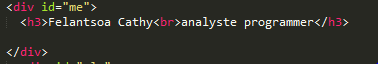 <div id="me">
<h3>Felantsoa Cathy<br>analyste programmer</h3>
</div>